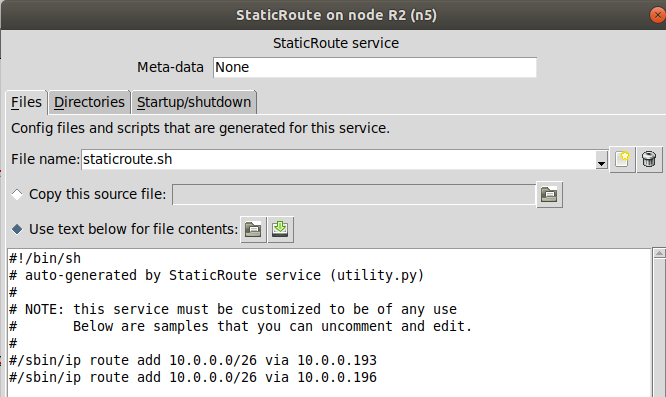 StaticRoute on node R2 (n5)
StaticRoute service
Meta-data None
Files Directories Startup/shutdown
Config files and scripts that are generated for this service.
File name: staticroute.sh
Copy this source file:
Use text below for file contents:
#!/bin/sh
# auto-generated by StaticRoute service (utility.py)
#
# NOTE: this service must be customized to be of any use
#       Below are samples that you can uncomment and edit.
#
#/sbin/ip route add 10.0.0.0/26 via 10.0.0.193
#/sbin/ip route add 10.0.0.0/26 via 10.0.0.196